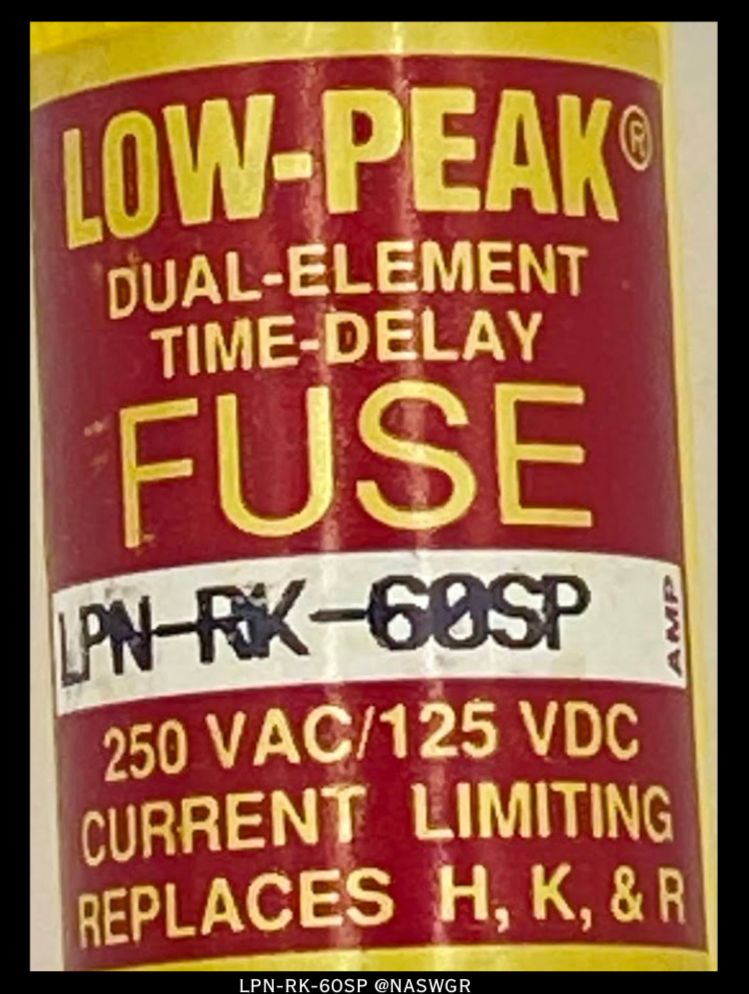 LOW-PEAK®
DUAL-ELEMENT
TIME-DELAY
FUSE
LPN-RK-60SP AMP
250 VAC/125 VDC
CURRENT LIMITING
REPLACES H, K, & R
LPN-RK-60SP @NASWGR